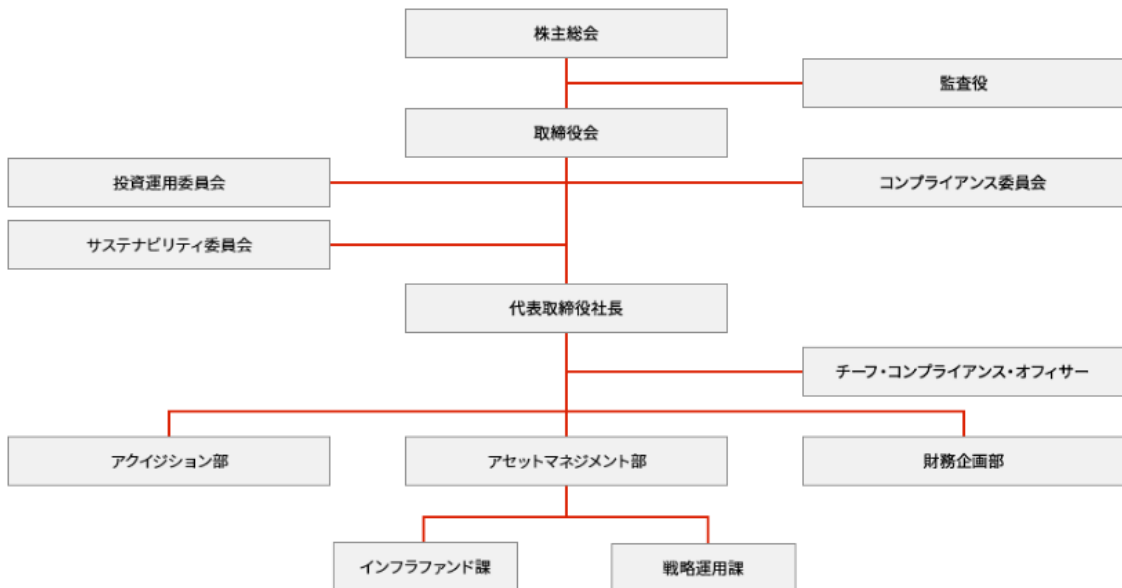 株主総会
監査役
取締役会
投資運用委員会
コンプライアンス委員会
サステナビリティ委員会
代表取締役社長
チーフ・コンプライアンス・オフィサー
アクイジション部
アセットマネジメント部
財務企画部
インフラファンド課
戦略運用課